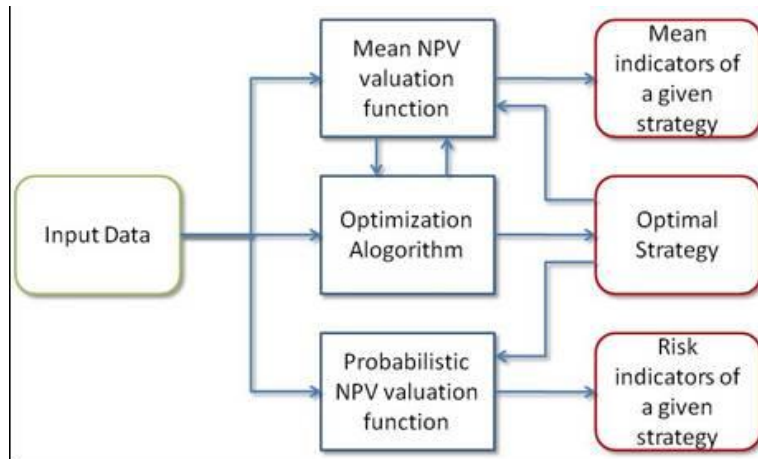 Mean NPV
valuation
function
Mean
indicators of
a given
strategy
Input Data
Optimization
Alogorithm
Optimal
Strategy
Probabilistic
NPV valuation
function
Risk
indicators of
a given
strategy